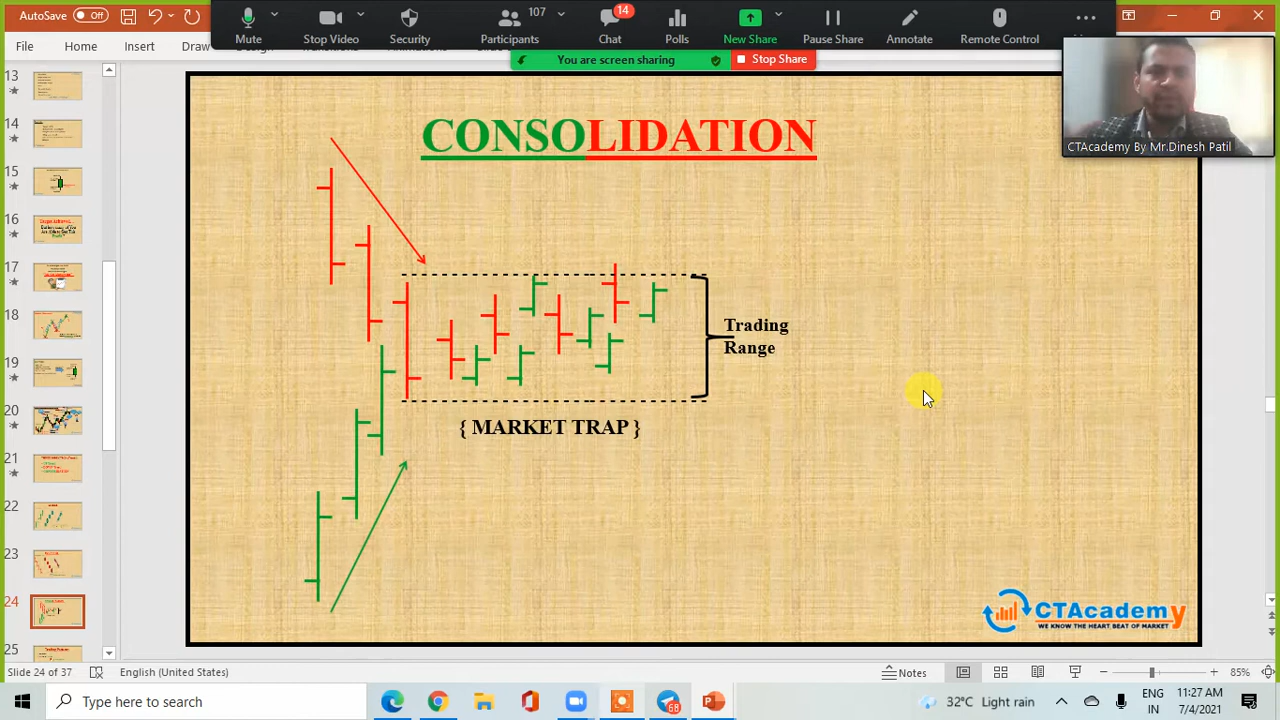 AutoSave Off
107
14
Mute
Stop Video
Security
Participants
Chat
Polls
New Share
Pause Share
Annotate
Remote Control
File
Home
Insert
Draw
You are screen sharing
Stop Share
CTAcademy By Mr.Dinesh Patil
13
14
15
16
17
18
19
20
21
22
23
24
25
CONSOLIDATION
Trading
Range
{ MARKET TRAP }
CTAcademy
WE KNOW THE HEART BEAT OF MARKET
Slide 24 of 37
English (United States)
Notes
85%
Type here to search
68
32°C Light rain
ENG
IN
11:27 AM
7/4/2021